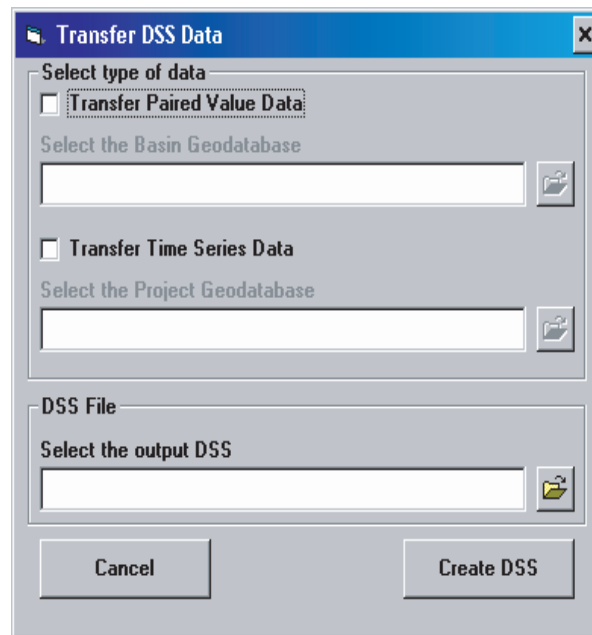 Transfer DSS Data
Select type of data
Transfer Paired Value Data
Select the Basin Geodatabase
Transfer Time Series Data
Select the Project Geodatabase
DSS File
Select the output DSS
Cancel
Create DSS